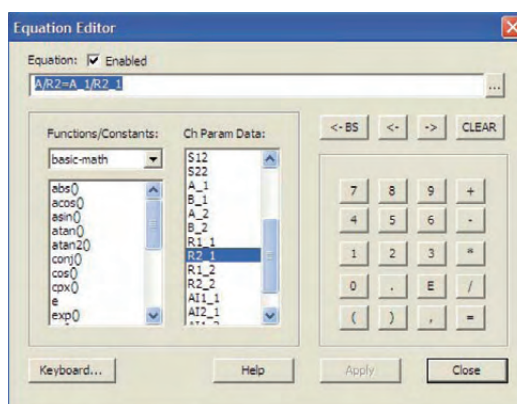 Equation Editor
Equation: Enabled
A/R2=A_1/R2_1
...
Functions/Constants: Ch Param Data:
basic-math
abs()
acos()
asin()
atan()
atan2()
conj()
cos()
cpx()
e
exp()
S12
S22
A_1
B_1
A_2
B_2
R1_1
R2_1
R1_2
R2_2
AI1_1
AI2_1
<-BS <- -> CLEAR
7 8 9 +
4 5 6 -
1 2 3 *
0 . E /
( ) , =
Keyboard... Help Apply Close